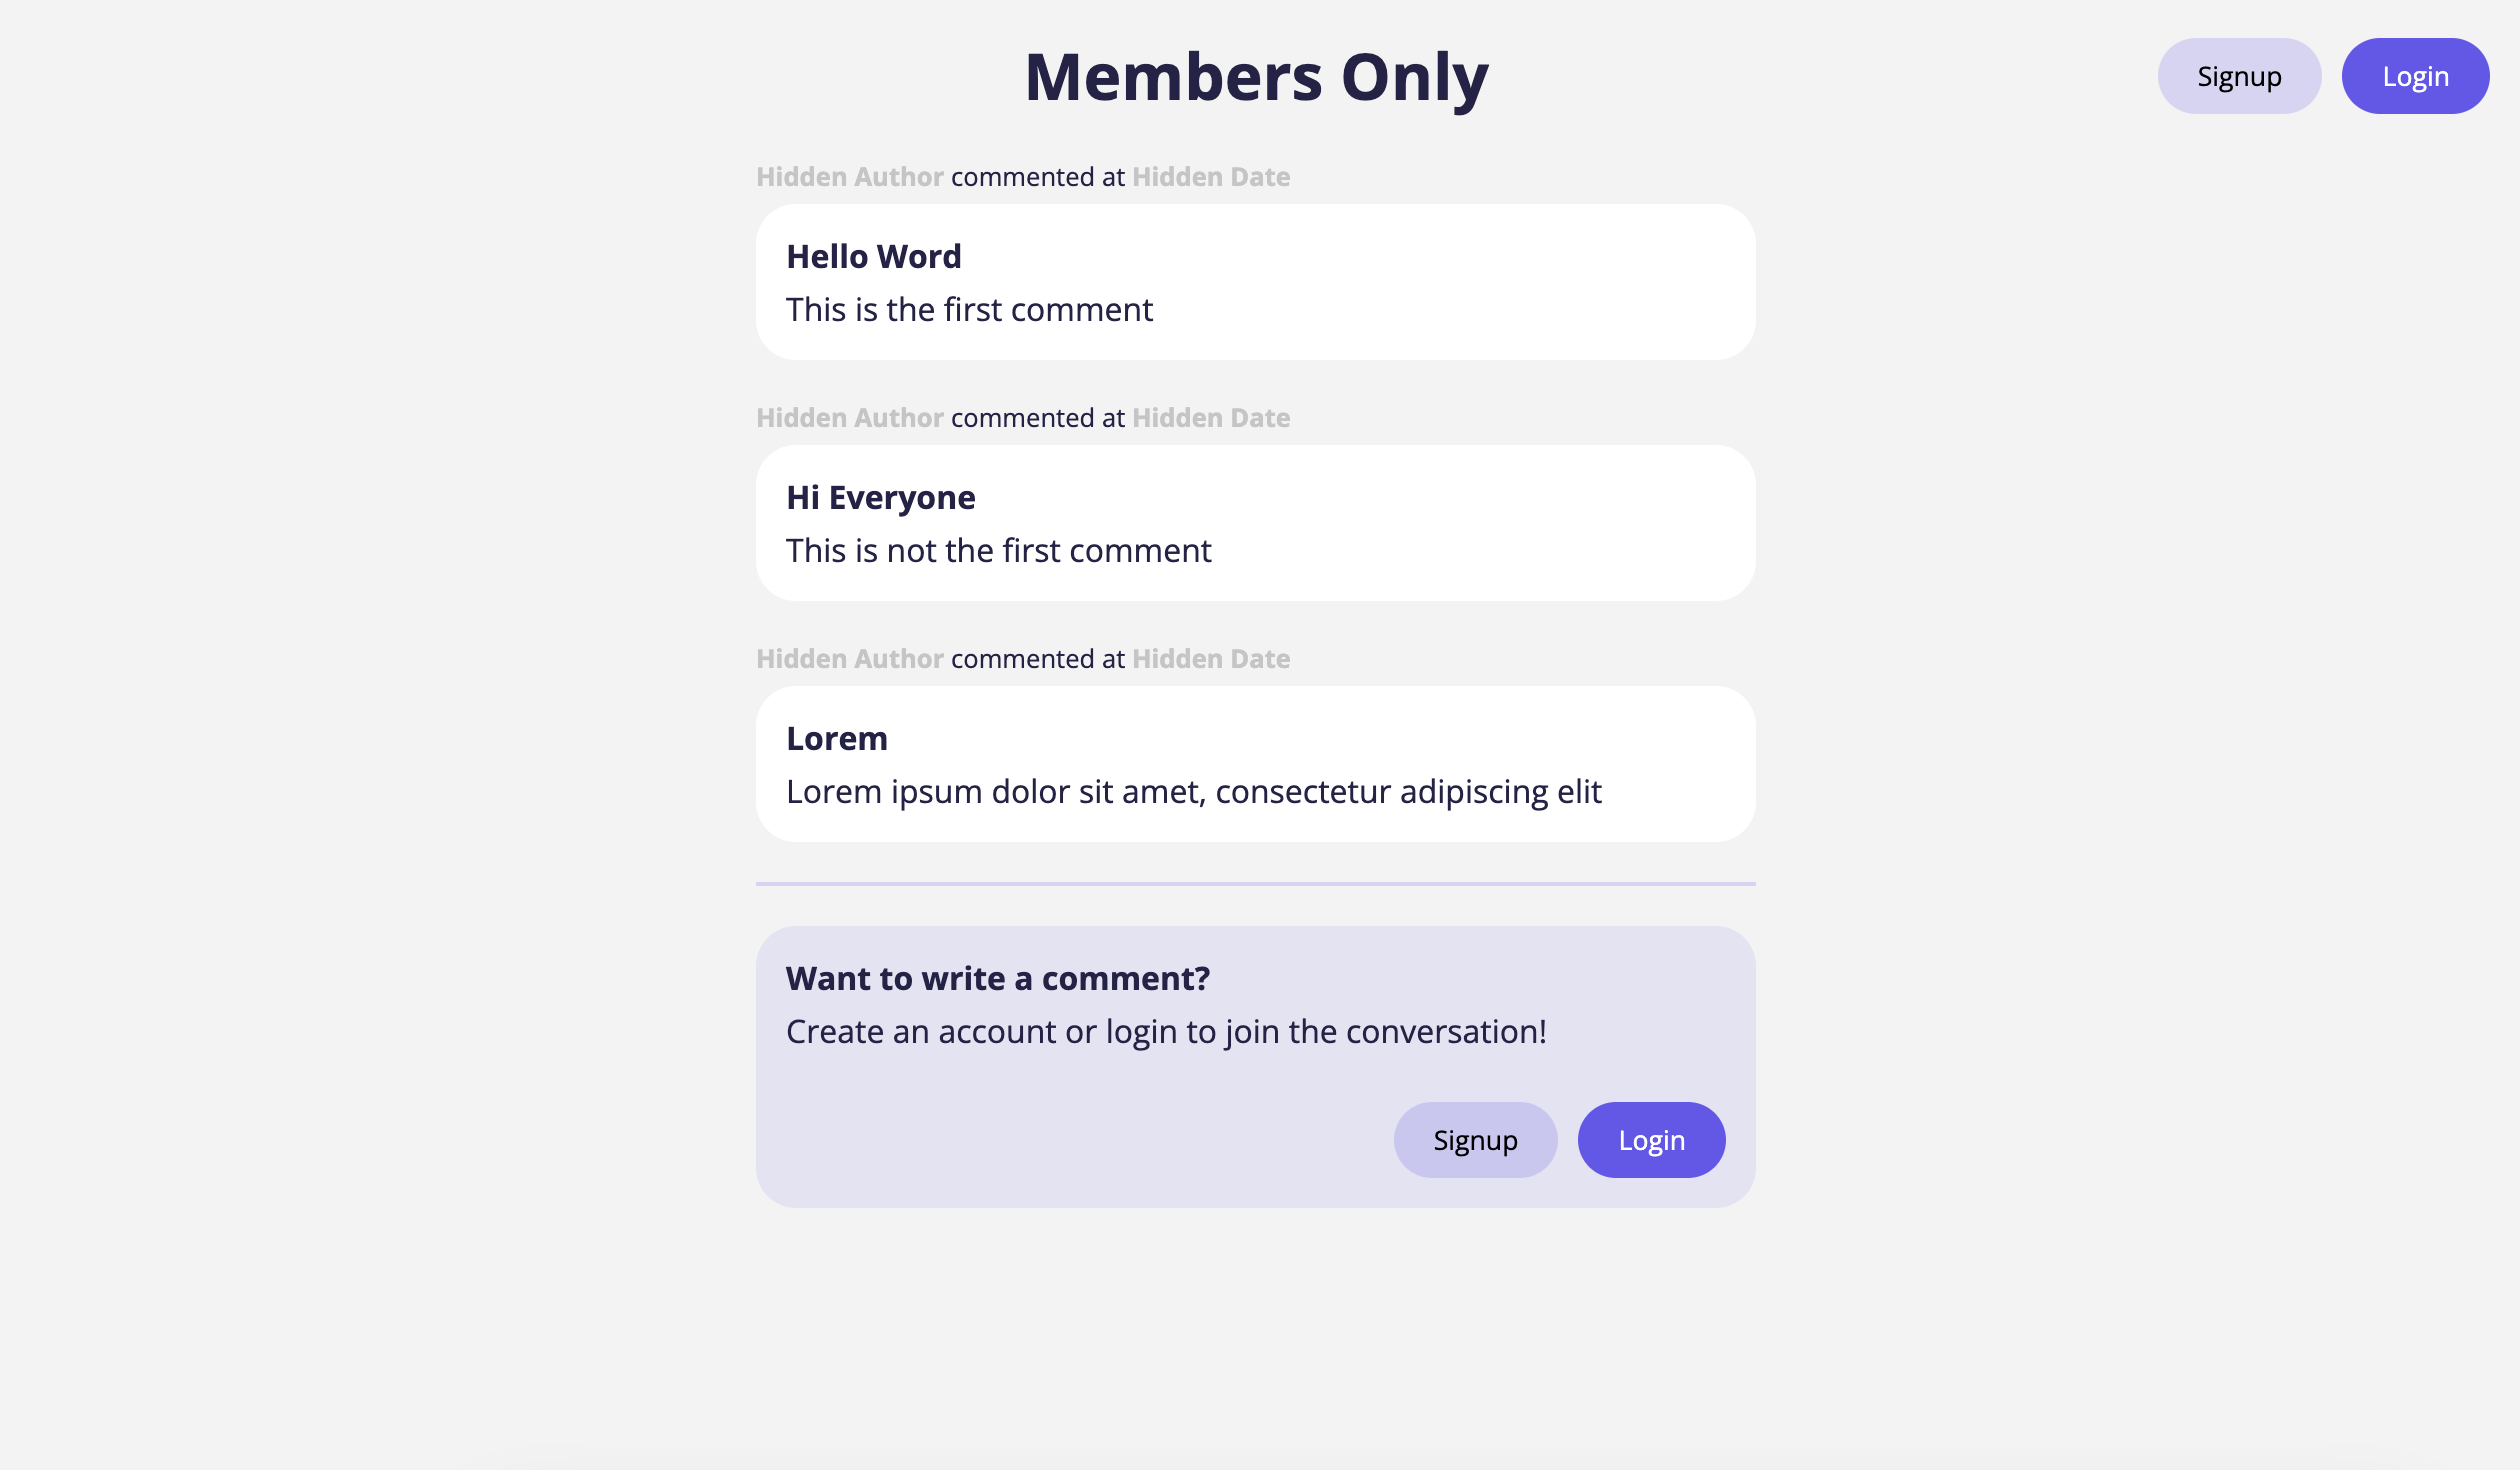 Members Only
Signup
Login
Hidden Author commented at Hidden Date
Hello Word
This is the first comment
Hidden Author commented at Hidden Date
Hi Everyone
This is not the first comment
Hidden Author commented at Hidden Date
Lorem
Lorem ipsum dolor sit amet, consectetur adipiscing elit
Want to write a comment?
Create an account or login to join the conversation!
Signup
Login